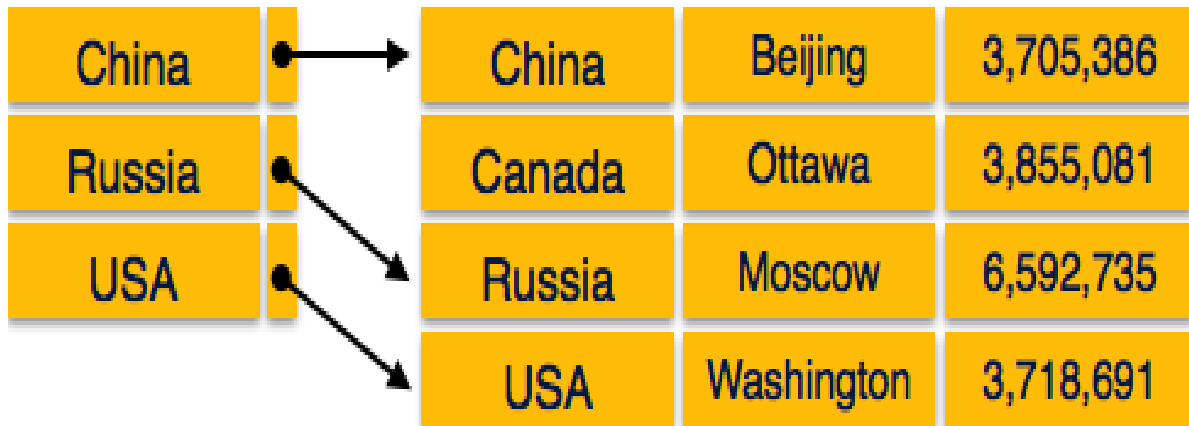 China China Beijing 3,705,386
Russia Canada Ottawa 3,855,081
USA Russia Moscow 6,592,735
USA Washington 3,718,691